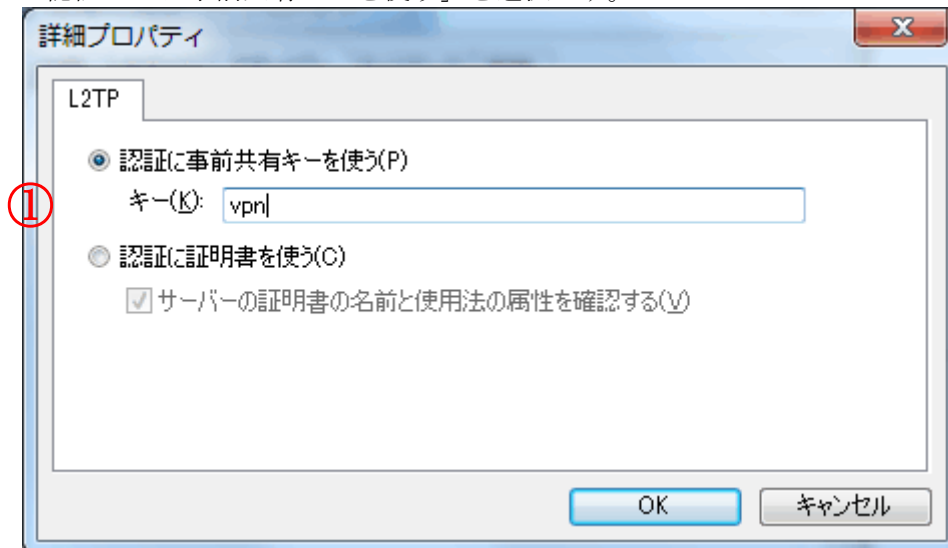 詳細プロパティ
L2TP
認証に事前共有キーを使う(P)
① キー(K): vpn
認証に証明書を使う(C)
サーバーの証明書の名前と使用法の属性を確認する(V)
OK キャンセル